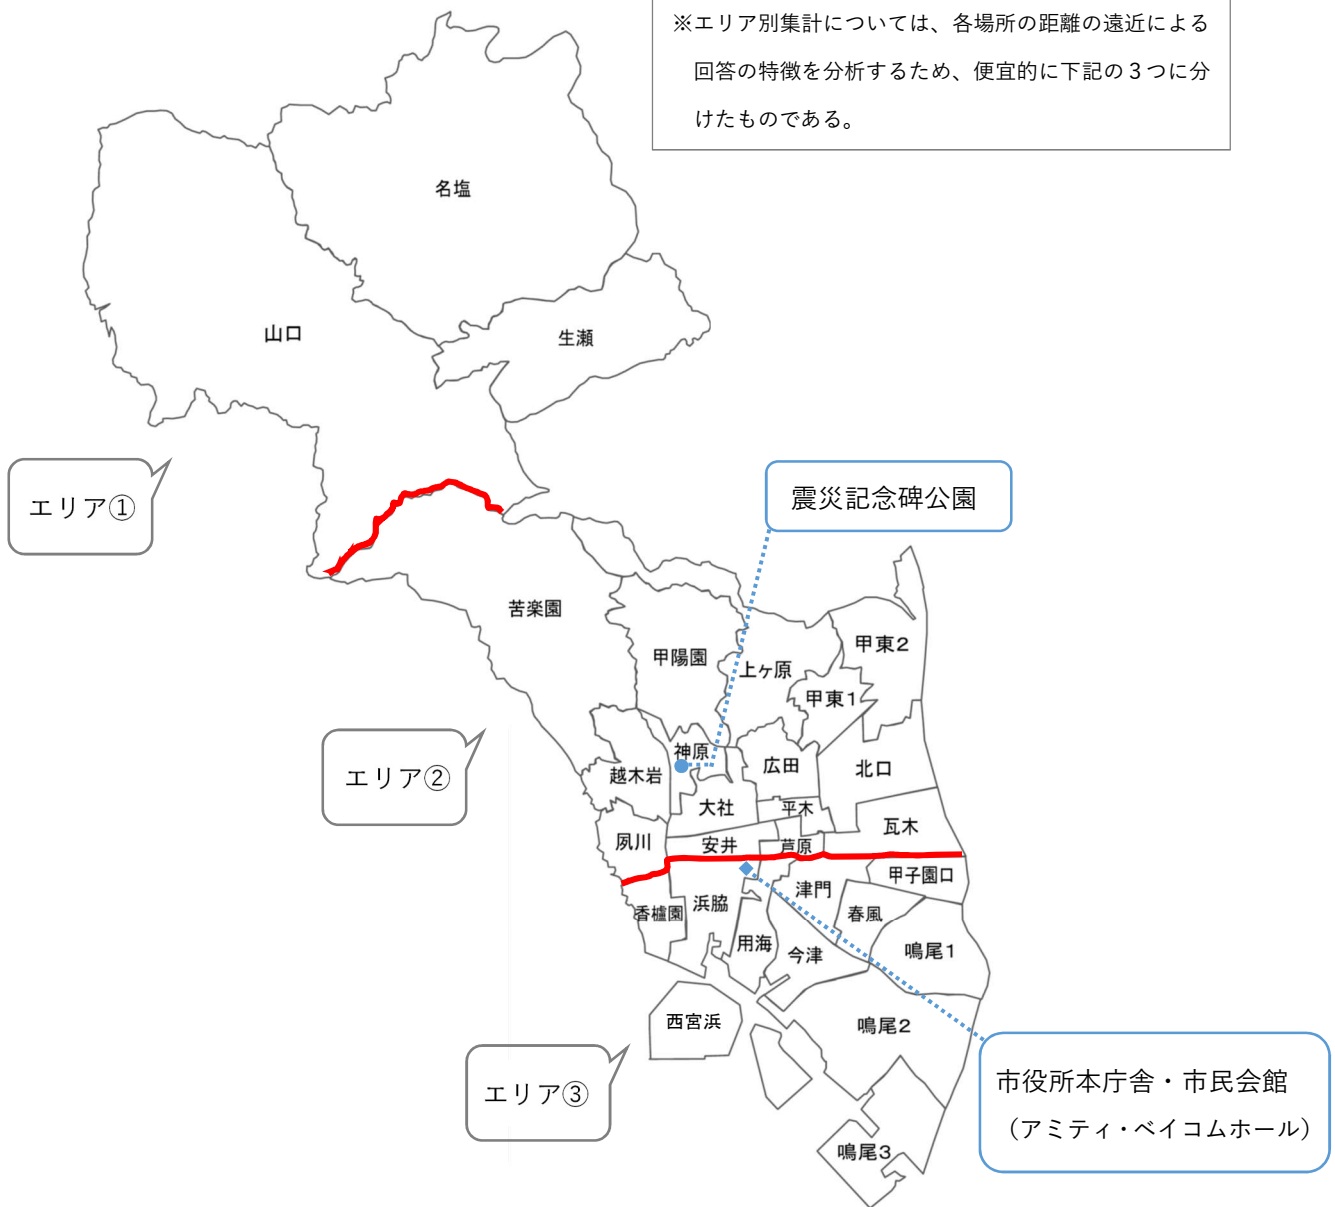 ※エリア別集計については、各場所の距離の遠近による
回答の特徴を分析するため、便宜的に下記の３つに分
けたものである。
名塩
山口
生瀬
エリア①
震災記念碑公園
苦楽園
甲陽園
上ヶ原
甲東２
甲東１
エリア②
神原
越木岩
広田
北口
大社
平木
夙川
安井
芦原
瓦木
甲子園口
香櫨園
浜脇
津門
春風
用海
今津
鳴尾１
西宮浜
鳴尾２
エリア③
市役所本庁舎・市民会館
（アミティ・ベイコムホール）
鳴尾３